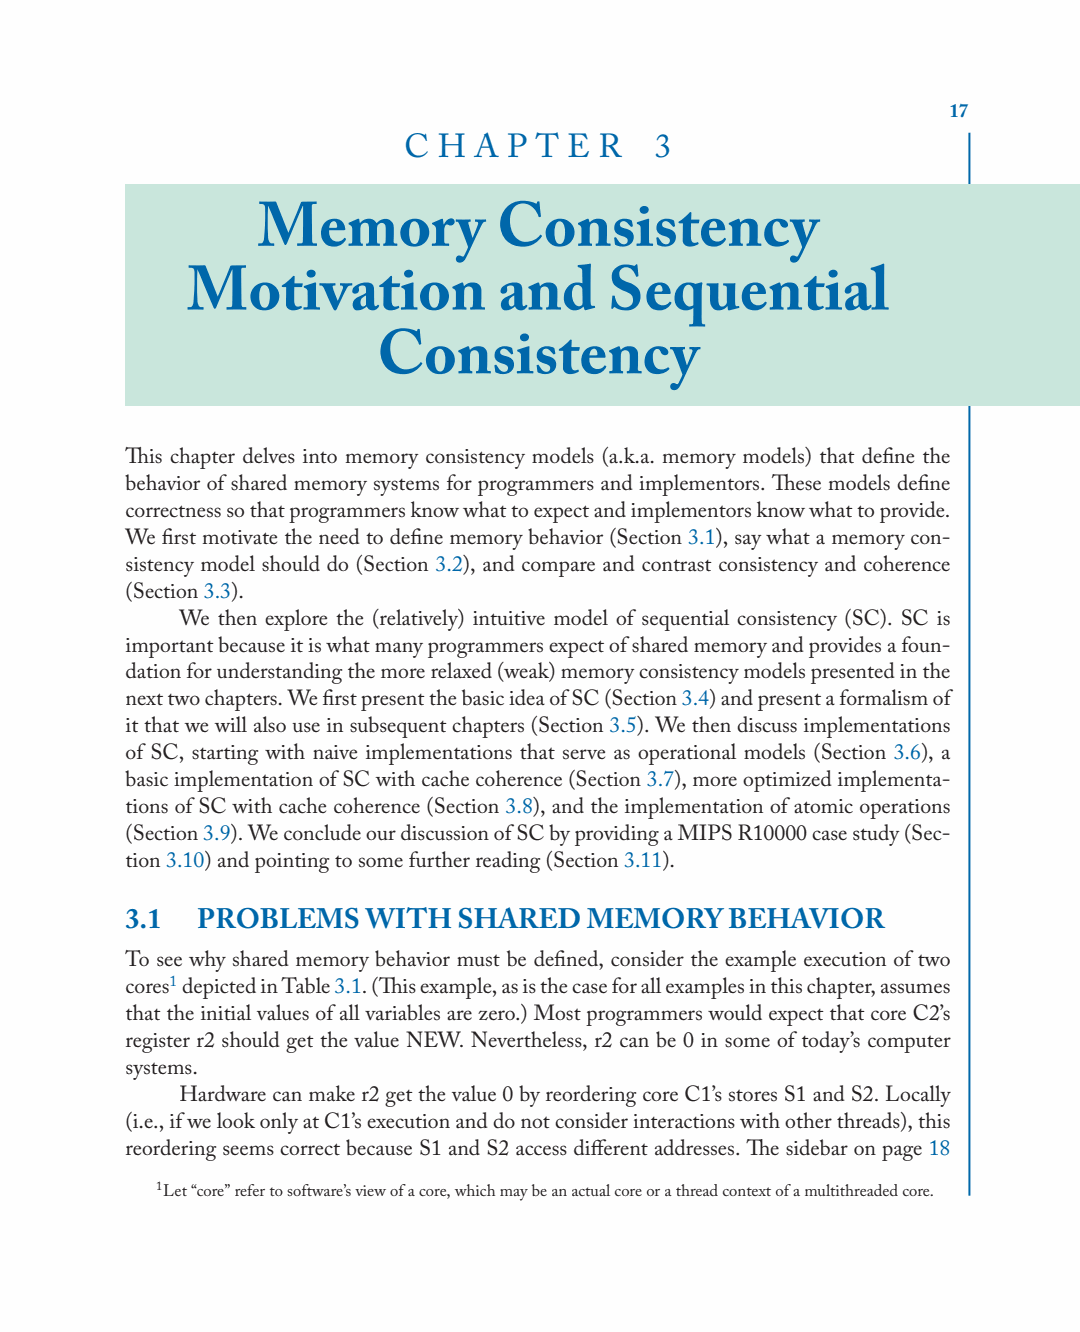 17
CHAPTER 3
Memory Consistency
Motivation and Sequential
Consistency
This chapter delves into memory consistency models (a.k.a. memory models) that define the
behavior of shared memory systems for programmers and implementors. These models define
correctness so that programmers know what to expect and implementors know what to provide.
We first motivate the need to define memory behavior (Section 3.1), say what a memory con-
sistency model should do (Section 3.2), and compare and contrast consistency and coherence
(Section 3.3).
We then explore the (relatively) intuitive model of sequential consistency (SC). SC is
important because it is what many programmers expect of shared memory and provides a foun-
dation for understanding the more relaxed (weak) memory consistency models presented in the
next two chapters. We first present the basic idea of SC (Section 3.4) and present a formalism of
it that we will also use in subsequent chapters (Section 3.5). We then discuss implementations
of SC, starting with naive implementations that serve as operational models (Section 3.6), a
basic implementation of SC with cache coherence (Section 3.7), more optimized implementa-
tions of SC with cache coherence (Section 3.8), and the implementation of atomic operations
(Section 3.9). We conclude our discussion of SC by providing a MIPS R10000 case study (Sec-
tion 3.10) and pointing to some further reading (Section 3.11).
3.1 PROBLEMS WITH SHARED MEMORY BEHAVIOR
To see why shared memory behavior must be defined, consider the example execution of two
cores1 depicted in Table 3.1. (This example, as is the case for all examples in this chapter, assumes
that the initial values of all variables are zero.) Most programmers would expect that core C2’s
register r2 should get the value NEW. Nevertheless, r2 can be 0 in some of today’s computer
systems.
Hardware can make r2 get the value 0 by reordering core C1’s stores S1 and S2. Locally
(i.e., if we look only at C1’s execution and do not consider interactions with other threads), this
reordering seems correct because S1 and S2 access different addresses. The sidebar on page 18
1Let “core” refer to software’s view of a core, which may be an actual core or a thread context of a multithreaded core.